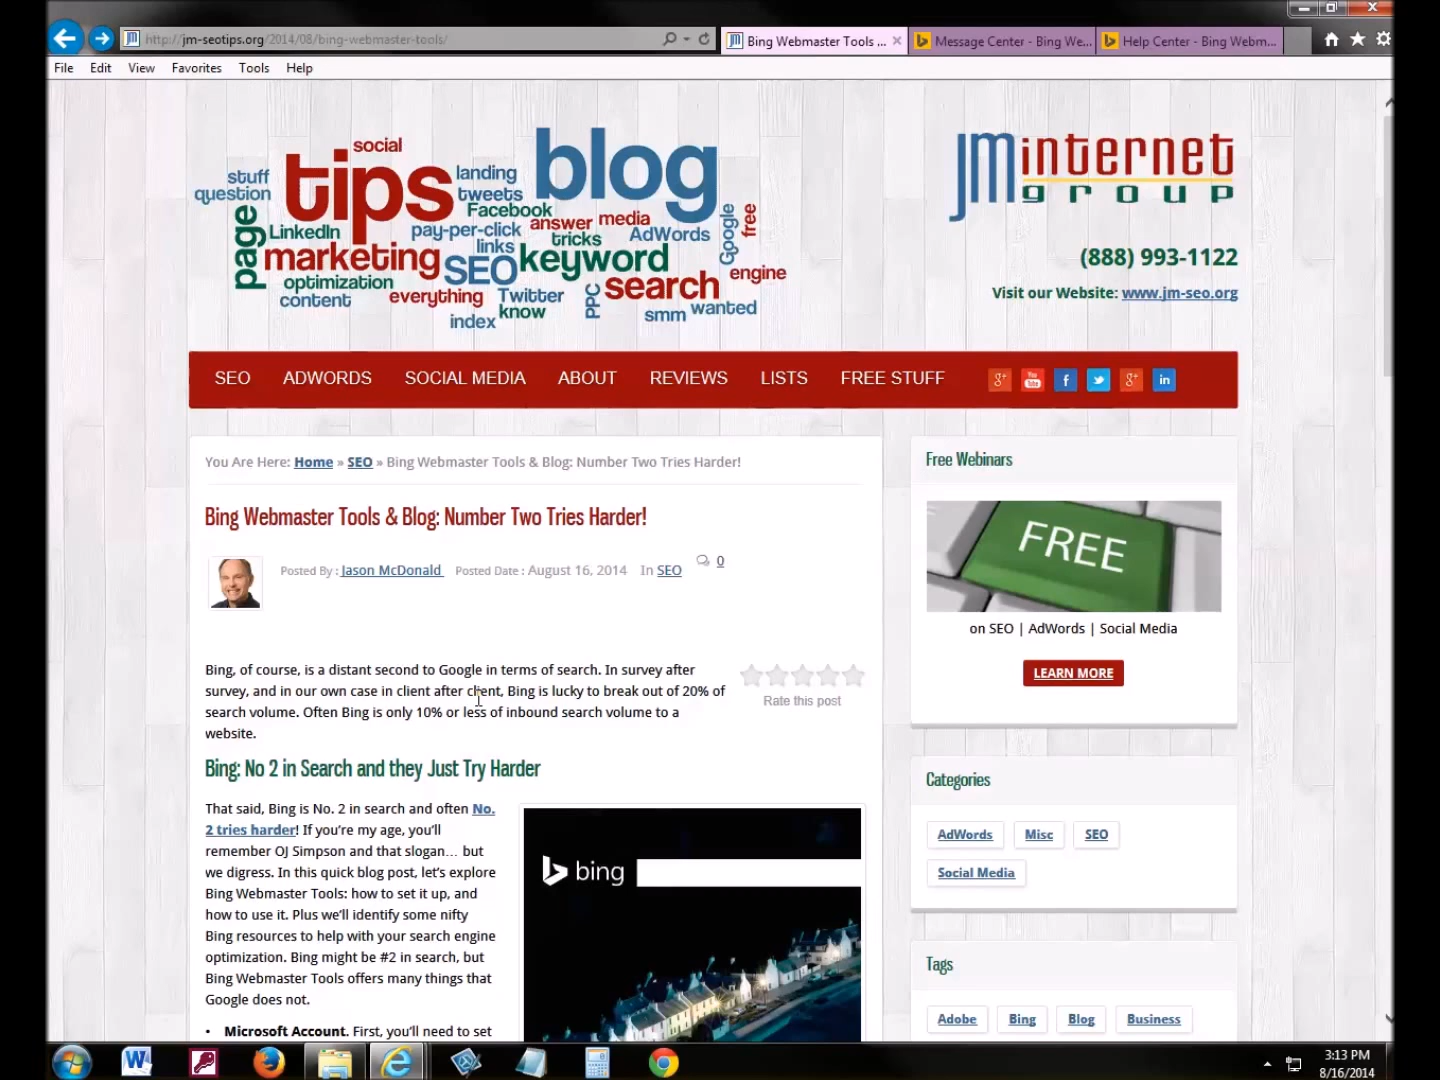 http://jm-seotips.org/2014/08/bing-webmaster-tools/
Bing Webmaster Tools ...
Message Center - Bing We...
Help Center - Bing Webm...
File Edit View Favorites Tools Help
social
tips
blog
stuff
question
landing
tweets
Facebook
page
LinkedIn
pay-per-click
answer
media
links
tricks
AdWords
Google
free
marketing
SEO
keyword
optimization
search
engine
content
everything
Twitter
PPC
know
index
smm
wanted
JM internet
group
(888) 993-1122
Visit our Website: www.jm-seo.org
SEO ADWORDS SOCIAL MEDIA ABOUT REVIEWS LISTS FREE STUFF
You Are Here: Home » SEO » Bing Webmaster Tools & Blog: Number Two Tries Harder!
Bing Webmaster Tools & Blog: Number Two Tries Harder!
Posted By : Jason McDonald Posted Date : August 16, 2014 In SEO 0
Bing, of course, is a distant second to Google in terms of search. In survey after
survey, and in our own case in client after client, Bing is lucky to break out of 20% of
search volume. Often Bing is only 10% or less of inbound search volume to a
website.
Rate this post
Bing: No 2 in Search and they Just Try Harder
That said, Bing is No. 2 in search and often No.
2 tries harder! If you're my age, you'll
remember OJ Simpson and that slogan... but
we digress. In this quick blog post, let's explore
Bing Webmaster Tools: how to set it up, and
how to use it. Plus we'll identify some nifty
Bing resources to help with your search engine
optimization. Bing might be #2 in search, but
Bing Webmaster Tools offers many things that
Google does not.
• Microsoft Account. First, you'll need to set
bing
Free Webinars
FREE
on SEO | AdWords | Social Media
LEARN MORE
Categories
AdWords Misc SEO
Social Media
Tags
Adobe Bing Blog Business
3:13 PM
8/16/2014